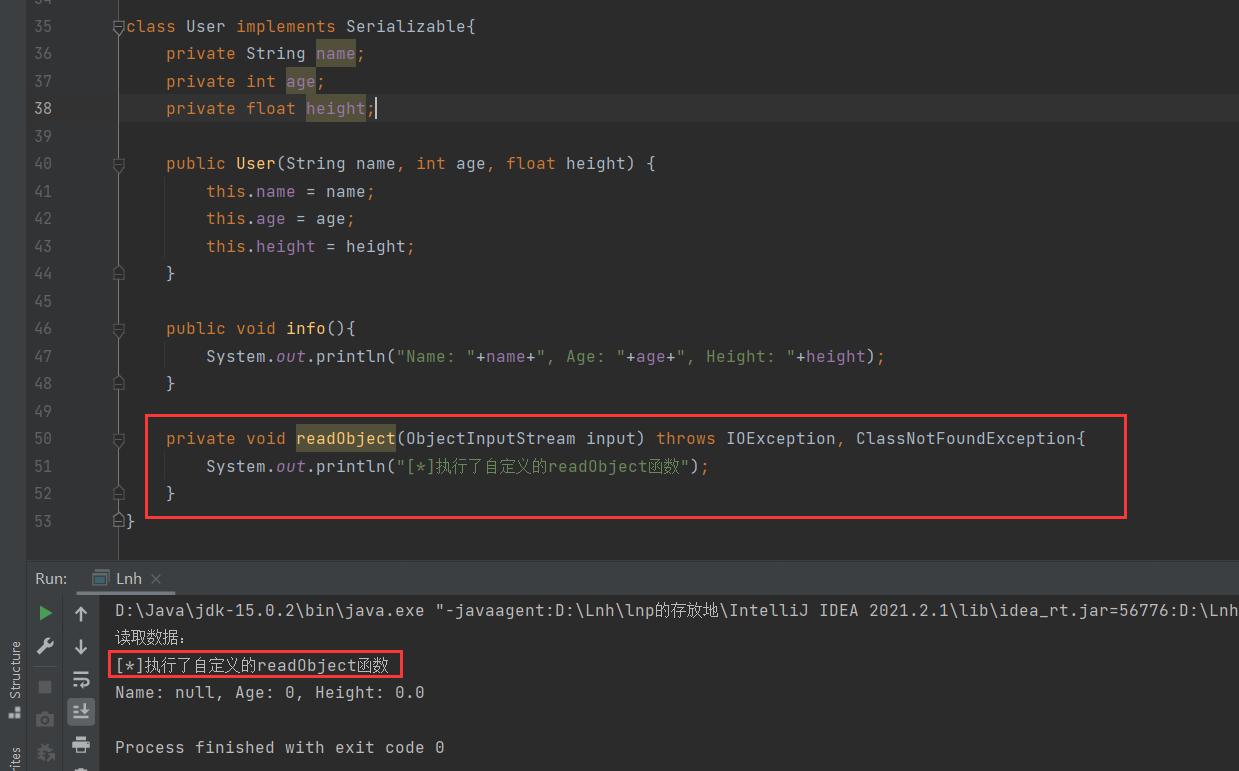 34
35 class User implements Serializable{
36 private String name;
37 private int age;
38 private float height;
39
40 public User(String name, int age, float height) {
41 this.name = name;
42 this.age = age;
43 this.height = height;
44 }
45
46 public void info(){
47 System.out.println("Name: "+name+", Age: "+age+", Height: "+height);
48 }
49
50 private void readObject(ObjectInputStream input) throws IOException, ClassNotFoundException{
51 System.out.println("[*]执行了自定义的readObject函数");
52 }
53 }
Run: Lnh
D:\Java\jdk-15.0.2\bin\java.exe "-javaagent:D:\Lnh\lnp的存放地\IntelliJ IDEA 2021.2.1\lib\idea_rt.jar=56776:D:\Lnh
读取数据:
[*]执行了自定义的readObject函数
Name: null, Age: 0, Height: 0.0
Process finished with exit code 0
Structure